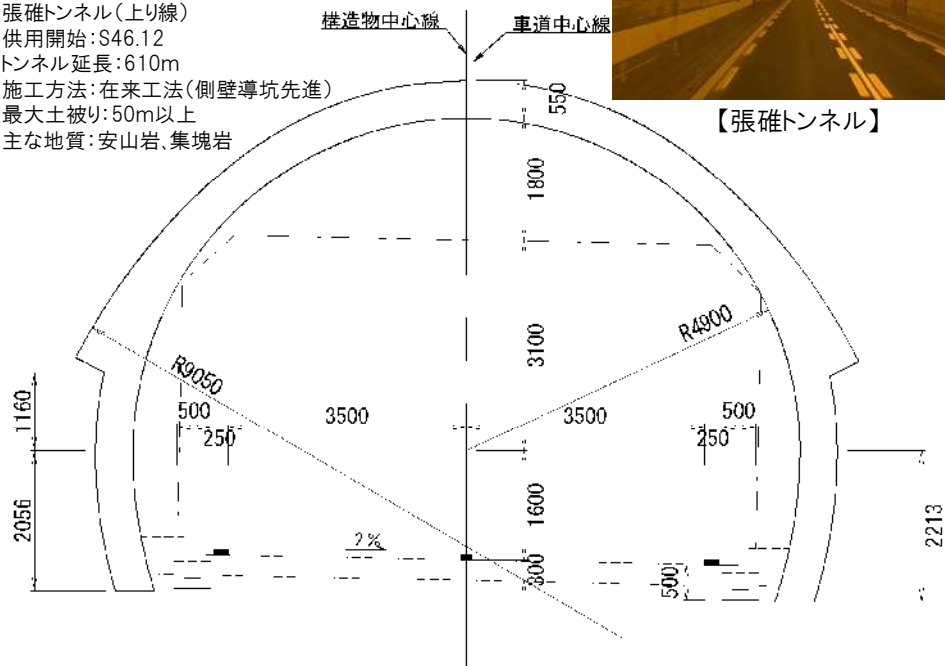 張碓トンネル(上り線)
供用開始:S46.12
トンネル延長:610m
施工方法:在来工法(側壁導坑先進)
最大土被り:50m以上
主な地質:安山岩、集塊岩
構造物中心線
車道中心線
【張碓トンネル】
550
1800
3100
R4900
R9050
1160
500
3500
3500
500
250
250
2056
1600
2213
2%
300
500